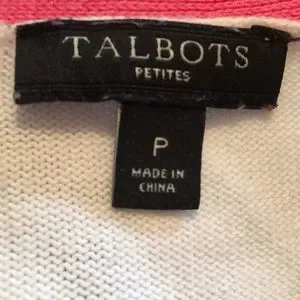 TALBOTS
PETITES
P
MADE IN
CHINA